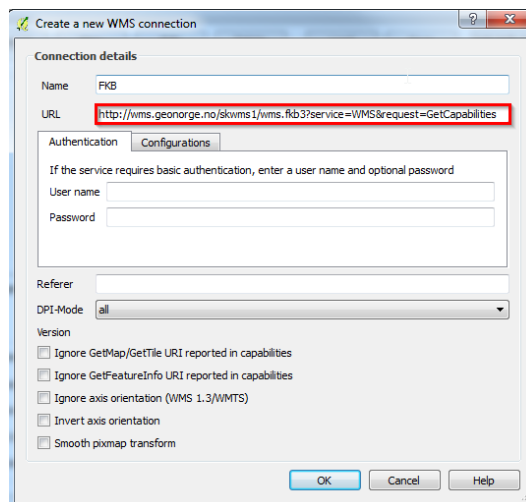 Create a new WMS connection
Connection details
Name FKB
URL http://wms.geonorge.no/skwms1/wms.fkb3?service=WMS&request=GetCapabilities
Authentication Configurations
If the service requires basic authentication, enter a user name and optional password
User name
Password
Referer
DPI-Mode all
Version
Ignore GetMap/GetTile URI reported in capabilities
Ignore GetFeatureInfo URI reported in capabilities
Ignore axis orientation (WMS 1.3/WMTS)
Invert axis orientation
Smooth pixmap transform
OK Cancel Help